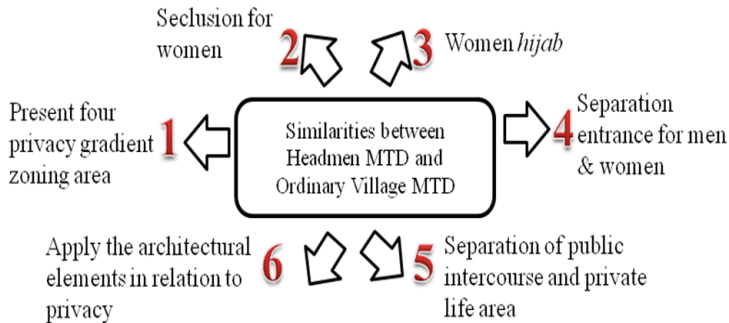 Similarities between
Headmen MTD and
Ordinary Village MTD
Present four
privacy gradient
zoning area
1
Seclusion for
women
2
3
Women hijab
4
Separation
entrance for men
& women
5
Separation of public
intercourse and private
life area
Apply the architectural
elements in relation to
privacy
6